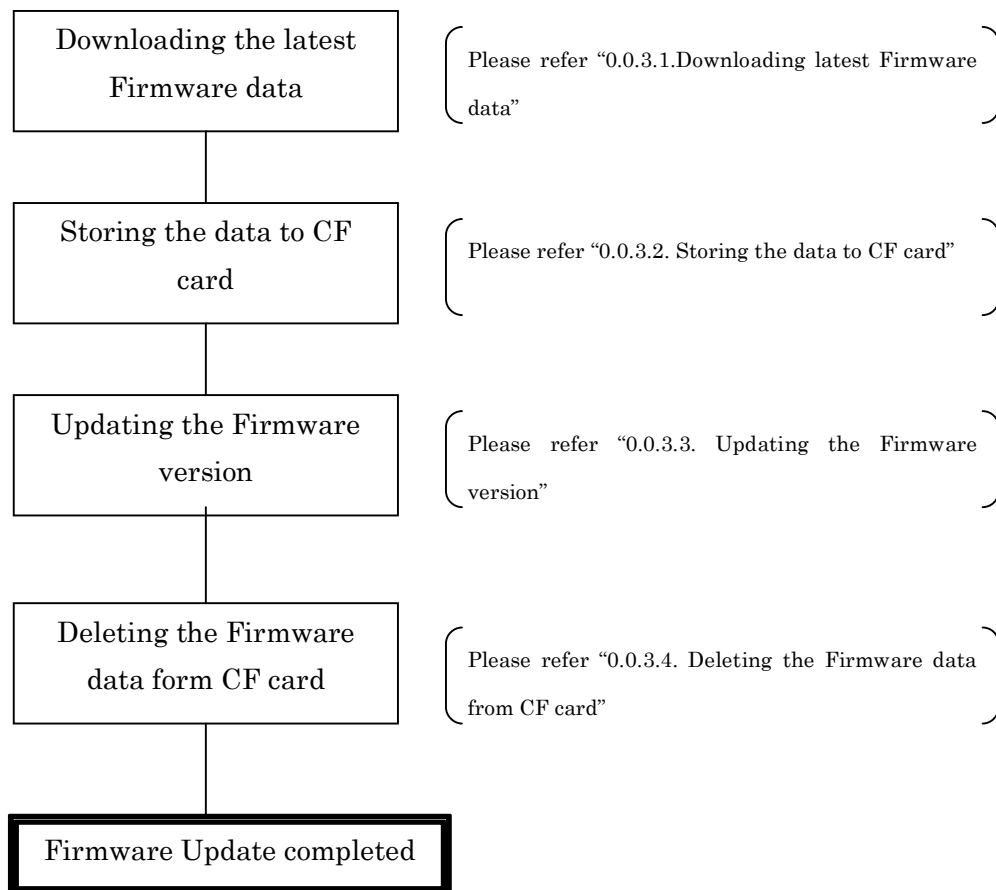 Downloading the latest
Firmware data
Please refer “0.0.3.1.Downloading latest Firmware
data”
Storing the data to CF
card
Please refer “0.0.3.2. Storing the data to CF card”
Updating the Firmware
version
Please refer “0.0.3.3. Updating the Firmware
version”
Deleting the Firmware
data form CF card
Please refer “0.0.3.4. Deleting the Firmware data
from CF card”
Firmware Update completed